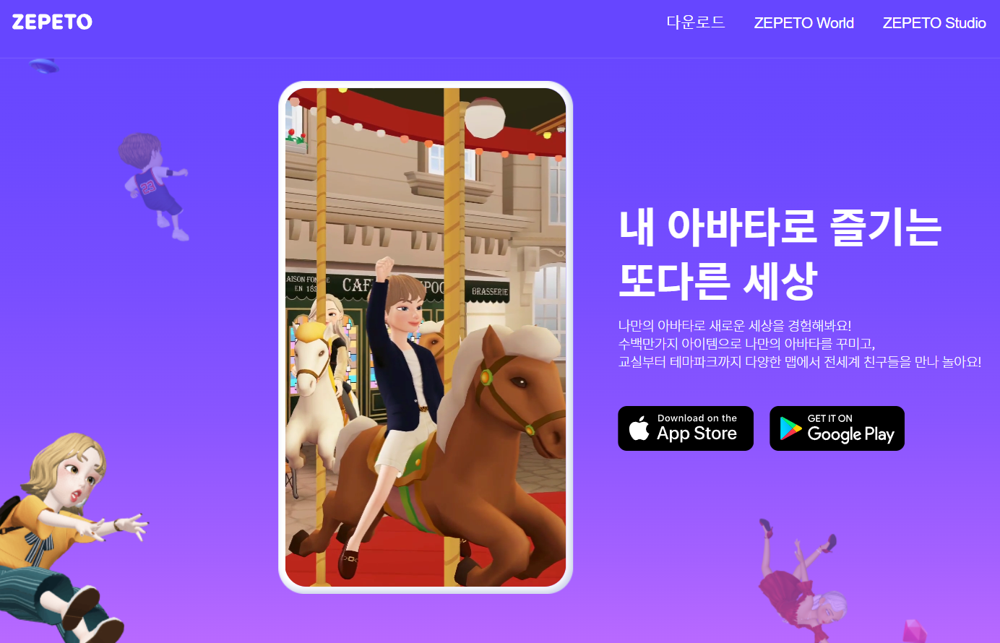 ZEPETO
다운로드
ZEPETO World
ZEPETO Studio
23
EN 18
CAF
BRASSERIE
내 아바타로 즐기는
또다른 세상
나만의 아바타로 새로운 세상을 경험해봐요!
수백만가지 아이템으로 나만의 아바타를 꾸미고,
교실부터 테마파크까지 다양한 맵에서 전세계 친구들을 만나 놀아요!
Download on the
App Store
GET IT ON
Google Play